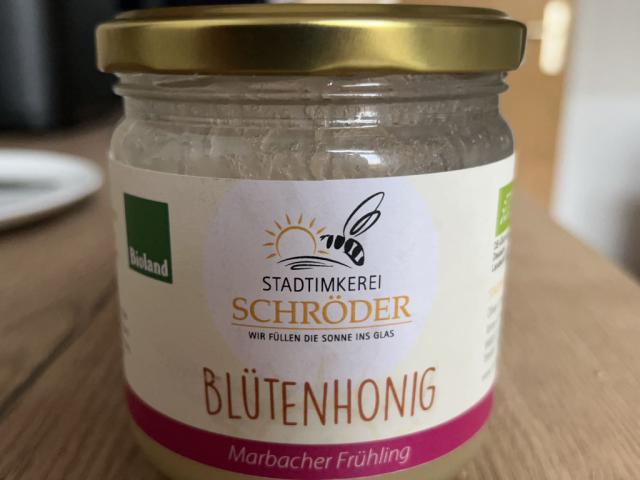 Bioland
STADTIMKEREI
SCHRÖDER
WIR FÜLLEN DIE SONNE INS GLAS
BLÜTENHONIG
Marbacher Frühling